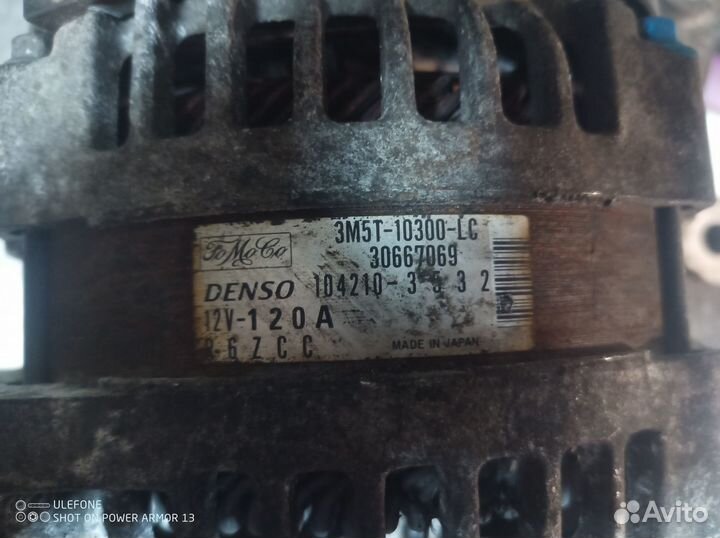 FoMoCo
3M5T-10300-LC
30667069
DENSO 104210-3532
12V-120A
6ZCC
MADE IN JAPAN
ULEFONE
SHOT ON POWER ARMOR 13
Avito